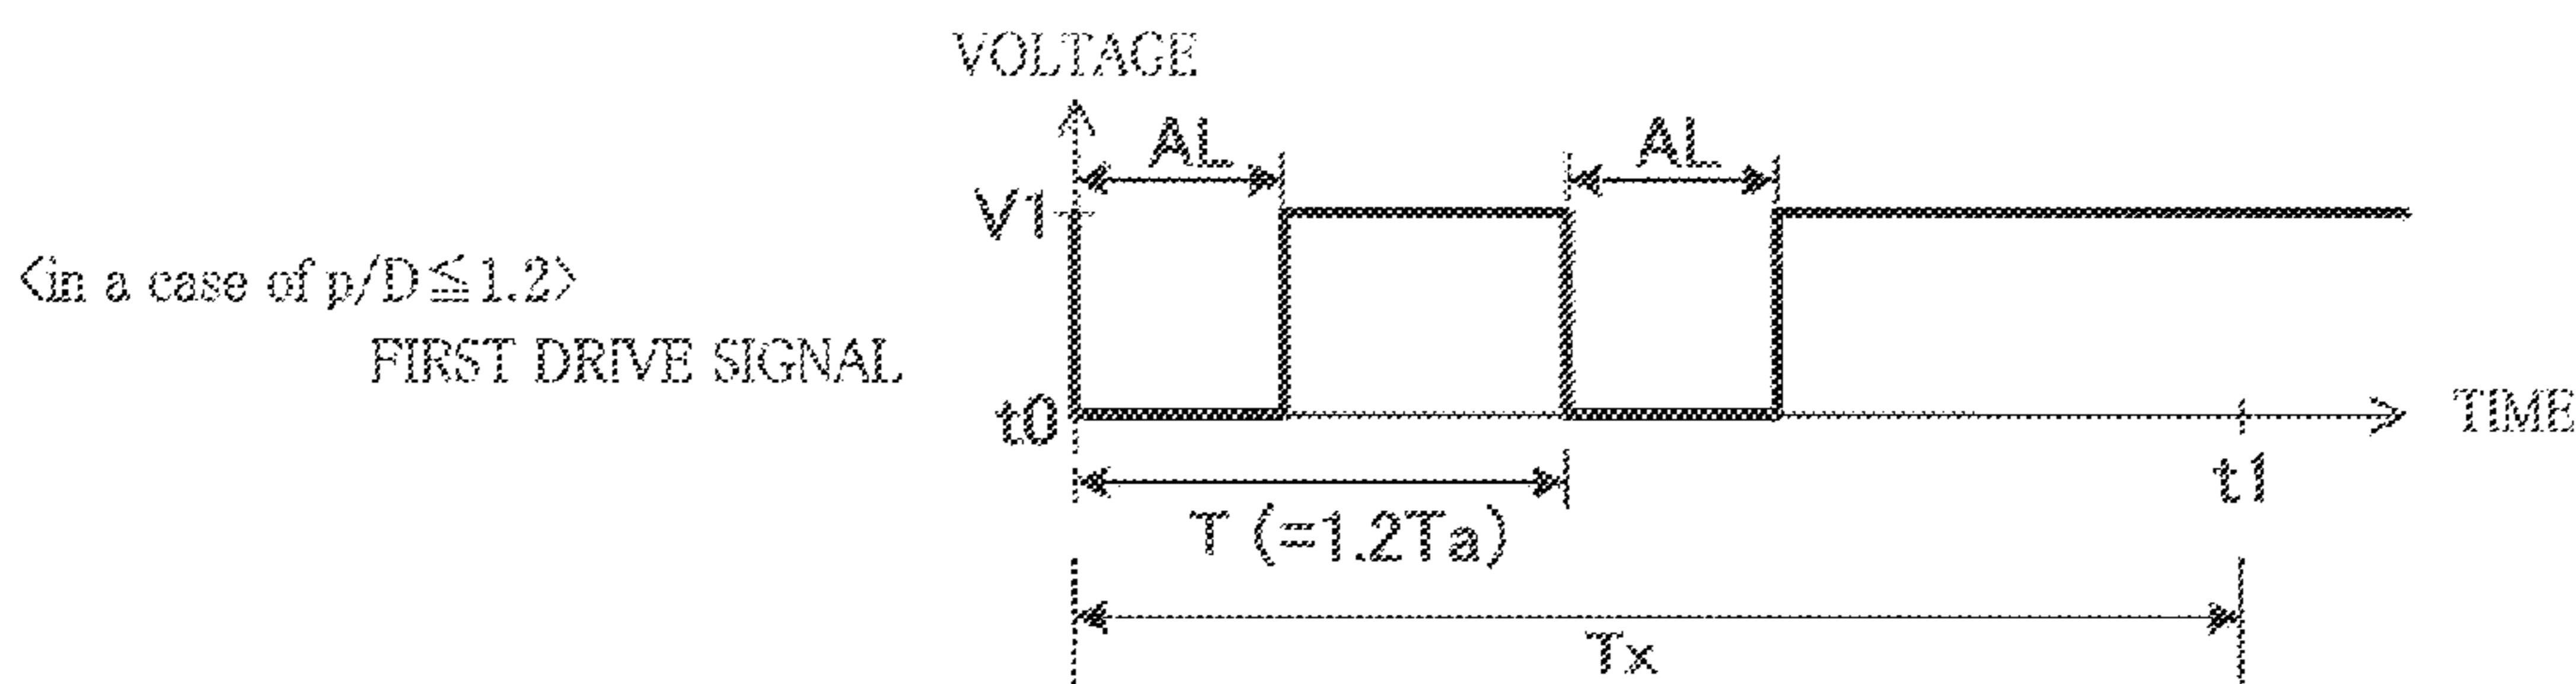 VOLTAGE
AL AL
V1
<in a case of p/D≦1.2>
FIRST DRIVE SIGNAL
t0
TIME
t1
T (=1.2Ta)
Tx